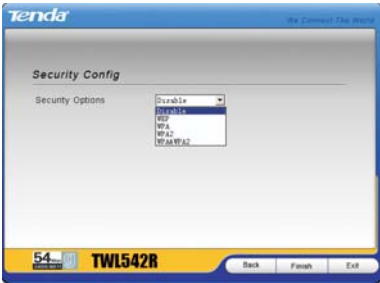 Tenda
We Connect The World
Security Config
Security Options
Disable
Disable
WEP
WPA
WPA2
WPA&WPA2
54
TWL542R
Back
Finish
Exit